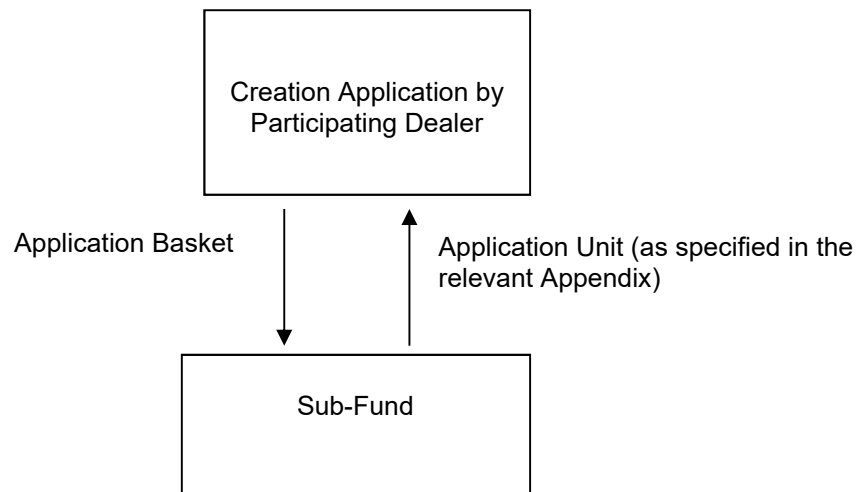 Creation Application by
Participating Dealer
Application Basket
Application Unit (as specified in the
relevant Appendix)
Sub-Fund